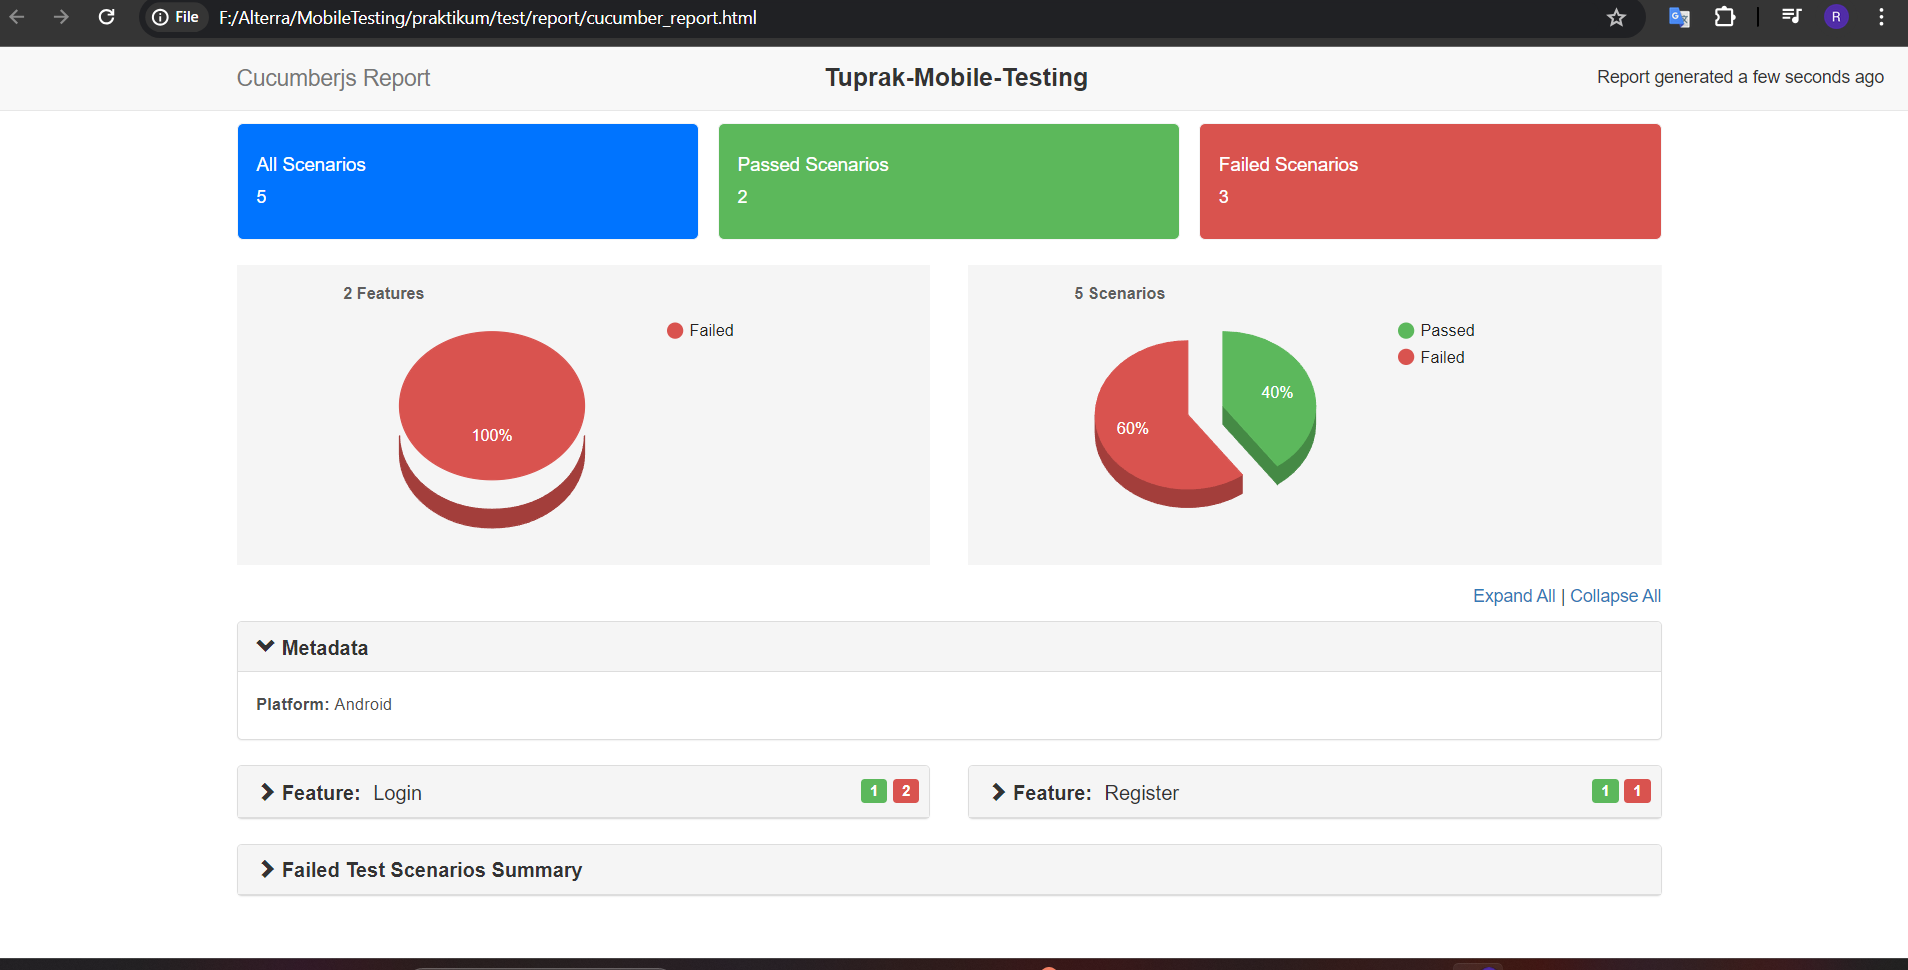 File F:/Alterra/MobileTesting/praktikum/test/report/cucumber_report.html R
Cucumberjs Report Tuprak-Mobile-Testing Report generated a few seconds ago
All Scenarios
5
Passed Scenarios
2
Failed Scenarios
3
2 Features
Failed
100%
5 Scenarios
Passed
Failed
40%
60%
Expand All | Collapse All
Metadata
Platform: Android
Feature: Login 1 2
Feature: Register 1 1
Failed Test Scenarios Summary